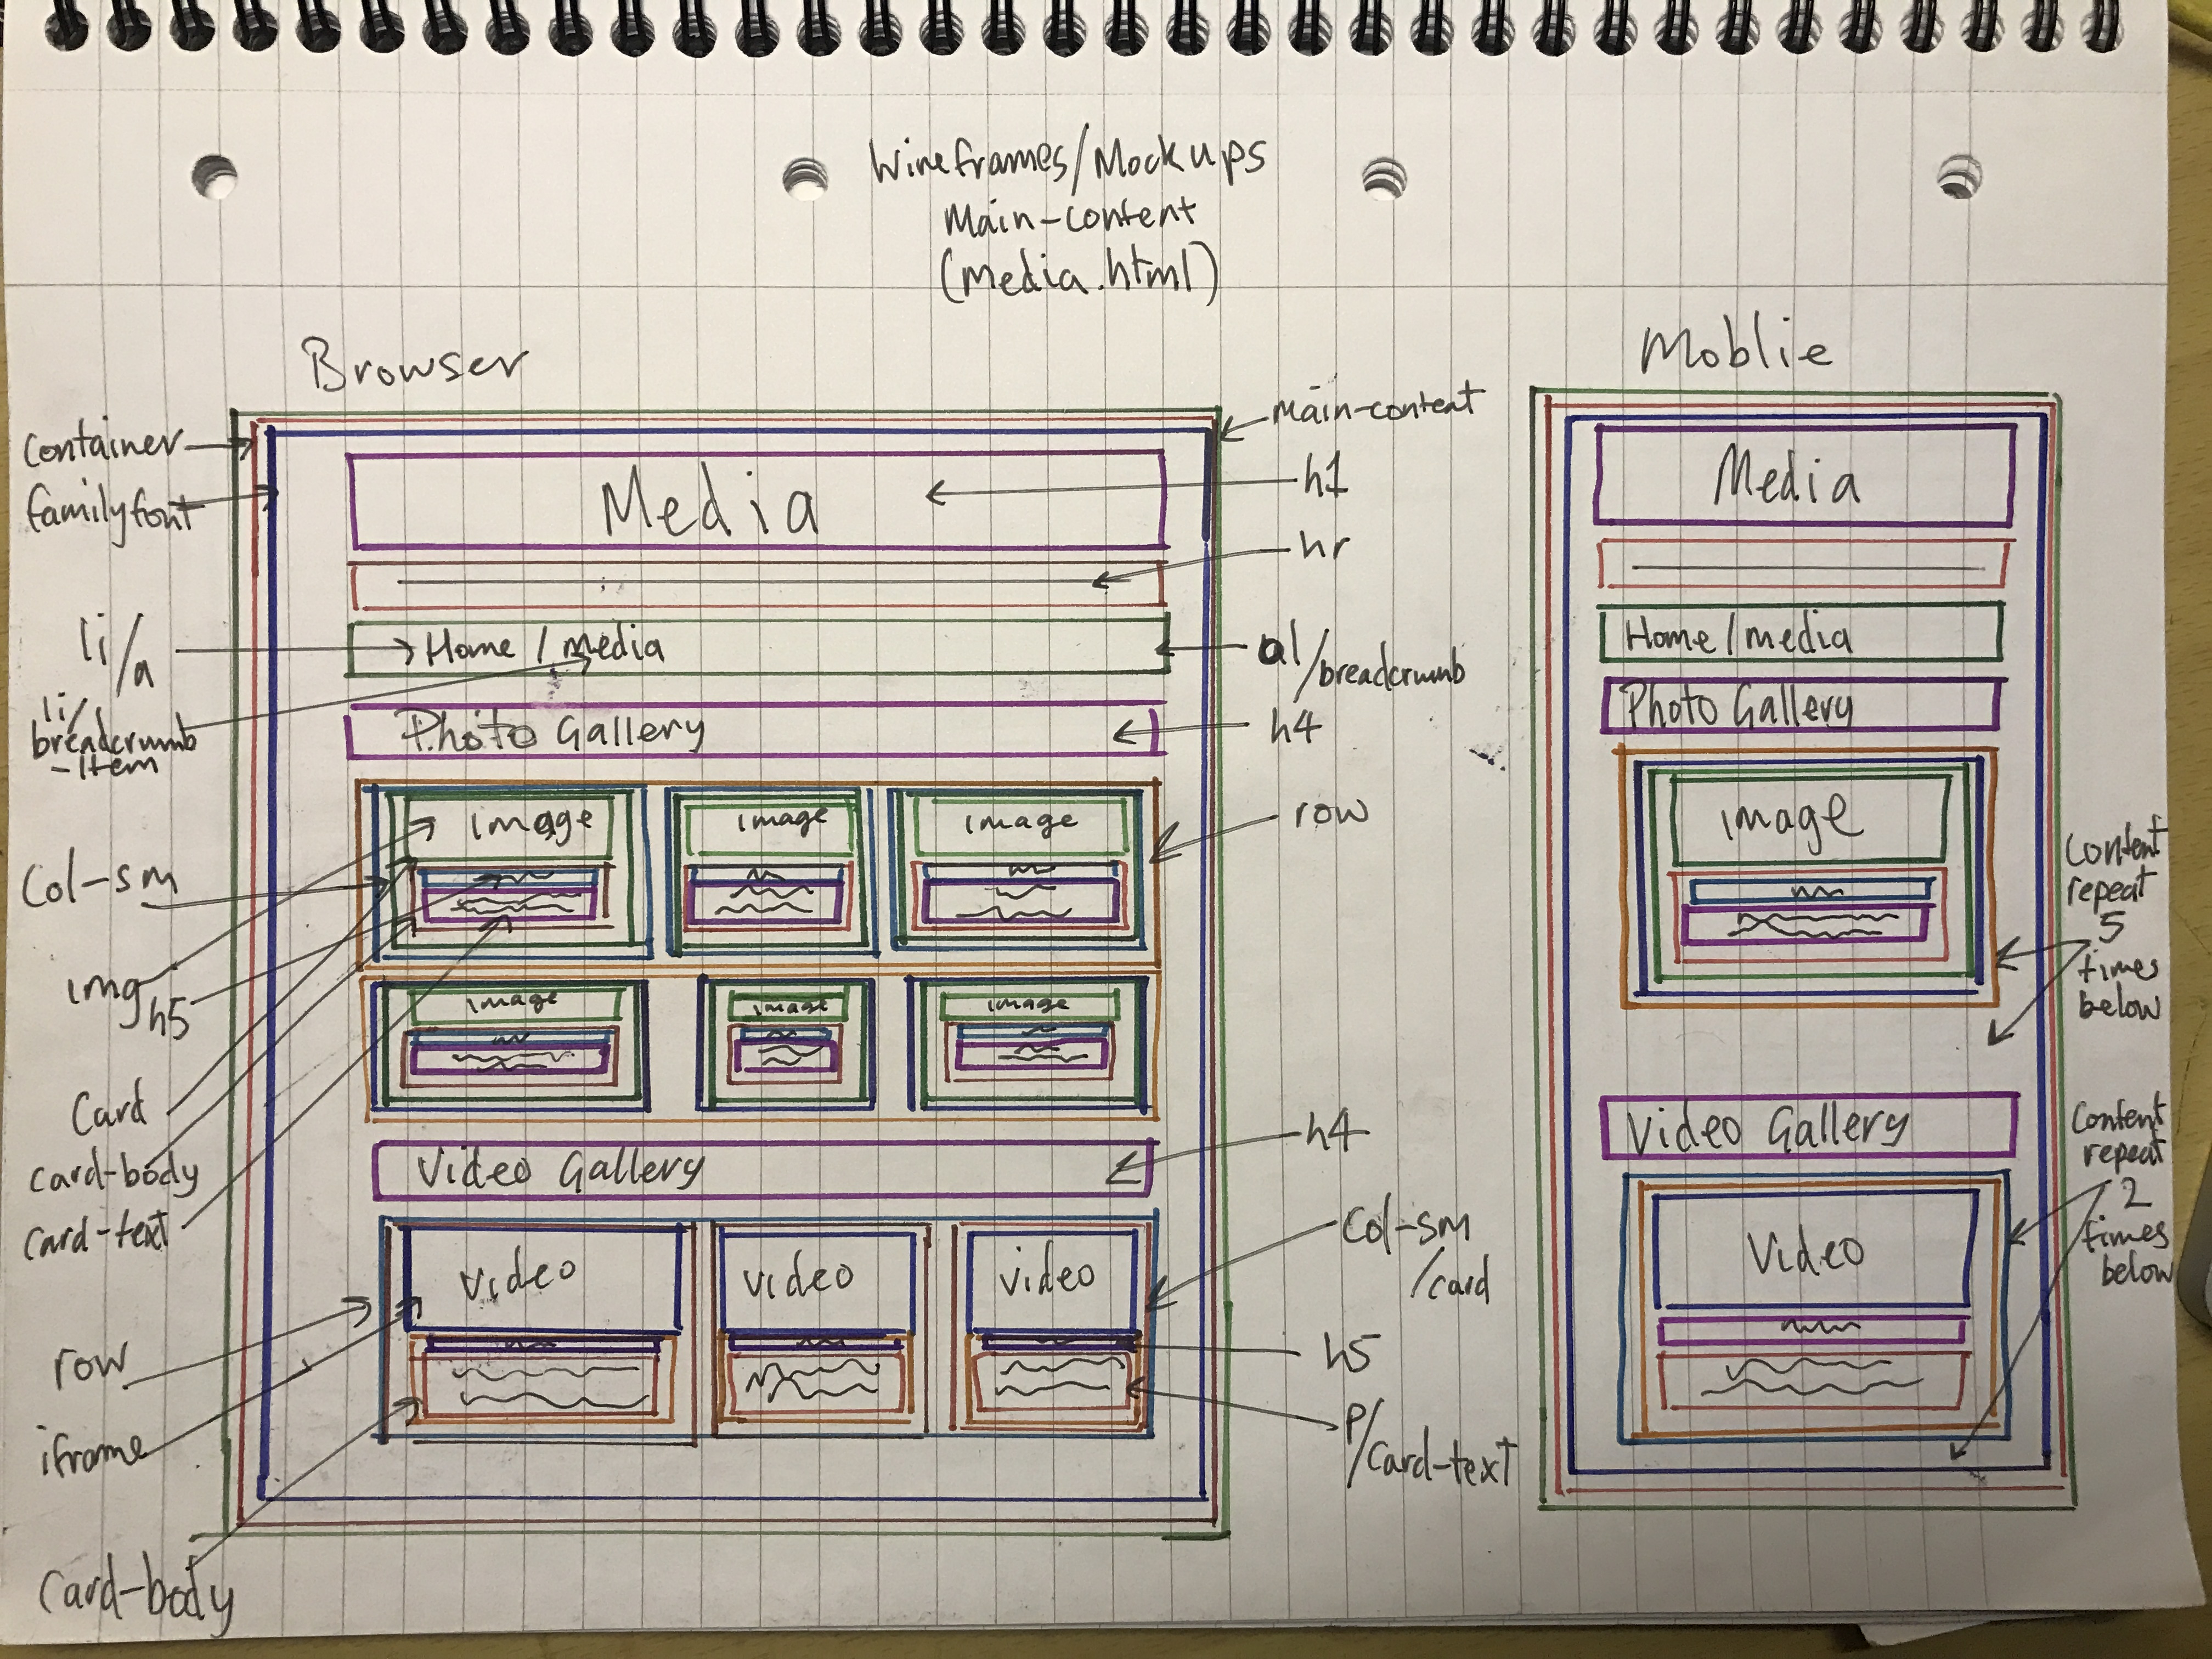 Wireframes/Mockups
Main-content
(media.html)
Browser
Moblie
container
familyfont
li/a
li/
breadcrumb
-item
Col-sm
img
h5
Card
card-body
card-text
row
iframe
Card-body
Media
Home / media
Photo Gallery
image
image
image
image
image
image
Video Gallery
video
video
video
main-content
h1
hr
ol/breadcrumb
h4
row
h4
Col-sm
/card
h5
P/card-text
Media
Home / media
Photo Gallery
image
Video Gallery
Video
Content
repeat
5
times
below
Content
repeat
2
times
below